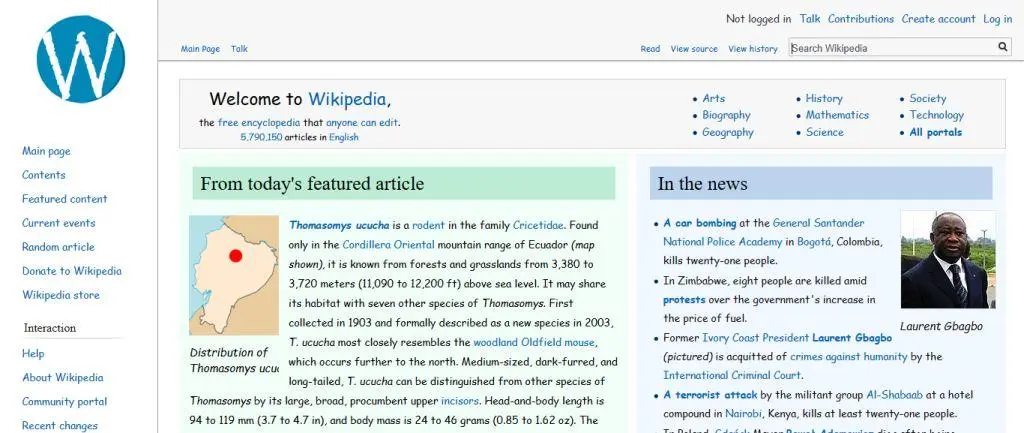 W
Not logged in Talk Contributions Create account Log in
Main Page Talk
Read View source View history
Search Wikipedia
Welcome to Wikipedia,
the free encyclopedia that anyone can edit.
5,790,150 articles in English
• Arts
• Biography
• Geography
• History
• Mathematics
• Science
• Society
• Technology
• All portals
Main page
Contents
Featured content
Current events
Random article
Donate to Wikipedia
Wikipedia store
Interaction
Help
About Wikipedia
Community portal
Recent changes
From today's featured article
Distribution of
Thomasomys ucu
Thomasomys ucucha is a rodent in the family Cricetidae. Found
only in the Cordillera Oriental mountain range of Ecuador (map
shown), it is known from forests and grasslands from 3,380 to
3,720 meters (11,090 to 12,200 ft) above sea level. It may share
its habitat with seven other species of Thomasomys. First
collected in 1903 and formally described as a new species in 2003,
T. ucucha most closely resembles the woodland Oldfield mouse,
which occurs further to the north. Medium-sized, dark-furred, and
long-tailed, T. ucucha can be distinguished from other species of
Thomasomys by its large, broad, procumbent upper incisors. Head-and-body length is
94 to 119 mm (3.7 to 4.7 in), and body mass is 24 to 46 grams (0.85 to 1.62 oz). The
In the news
• A car bombing at the General Santander
National Police Academy in Bogotá, Colombia,
kills twenty-one people.
• In Zimbabwe, eight people are killed amid
protests over the government's increase in
the price of fuel.
• Former Ivory Coast President Laurent Gbagbo
(pictured) is acquitted of crimes against humanity by the
International Criminal Court.
• A terrorist attack by the militant group Al-Shabaab at a hotel
compound in Nairobi, Kenya, kills at least twenty-one people.
Laurent Gbagbo